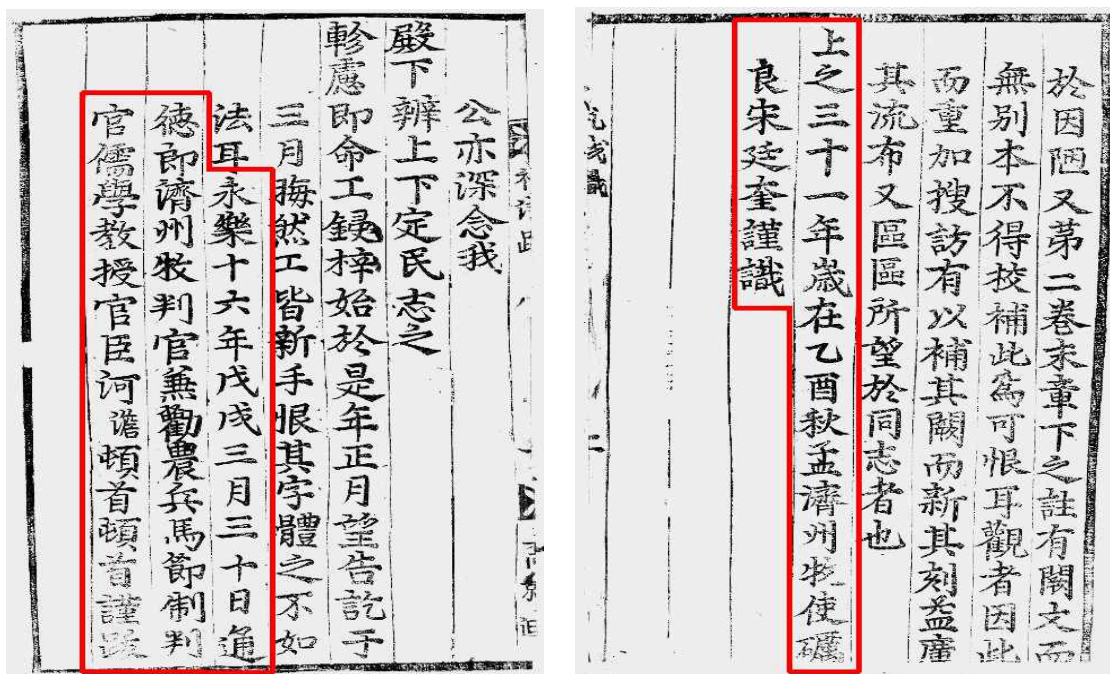 公亦深念我
殿下辨上下定民志之
軫慮即命工鋟梓始於是年正月望告訖于
三月晦然工皆新手恨其字體之不如
法耳永樂十六年戊戌三月三十日通
德郎濟州牧判官兼勸農兵馬節制判
官儒學教授官臣河澹頓首頓首謹跋
於因陋又苐二卷末章下之註有闕文而
無別本不得校補此爲可恨耳觀者因此
而重加搜訪有以補其闕而新其刻益廣
其流布又區區所望於同志者也
上之三十一年歲在乙酉秋孟濟州牧使礪
良宋廷奎謹識